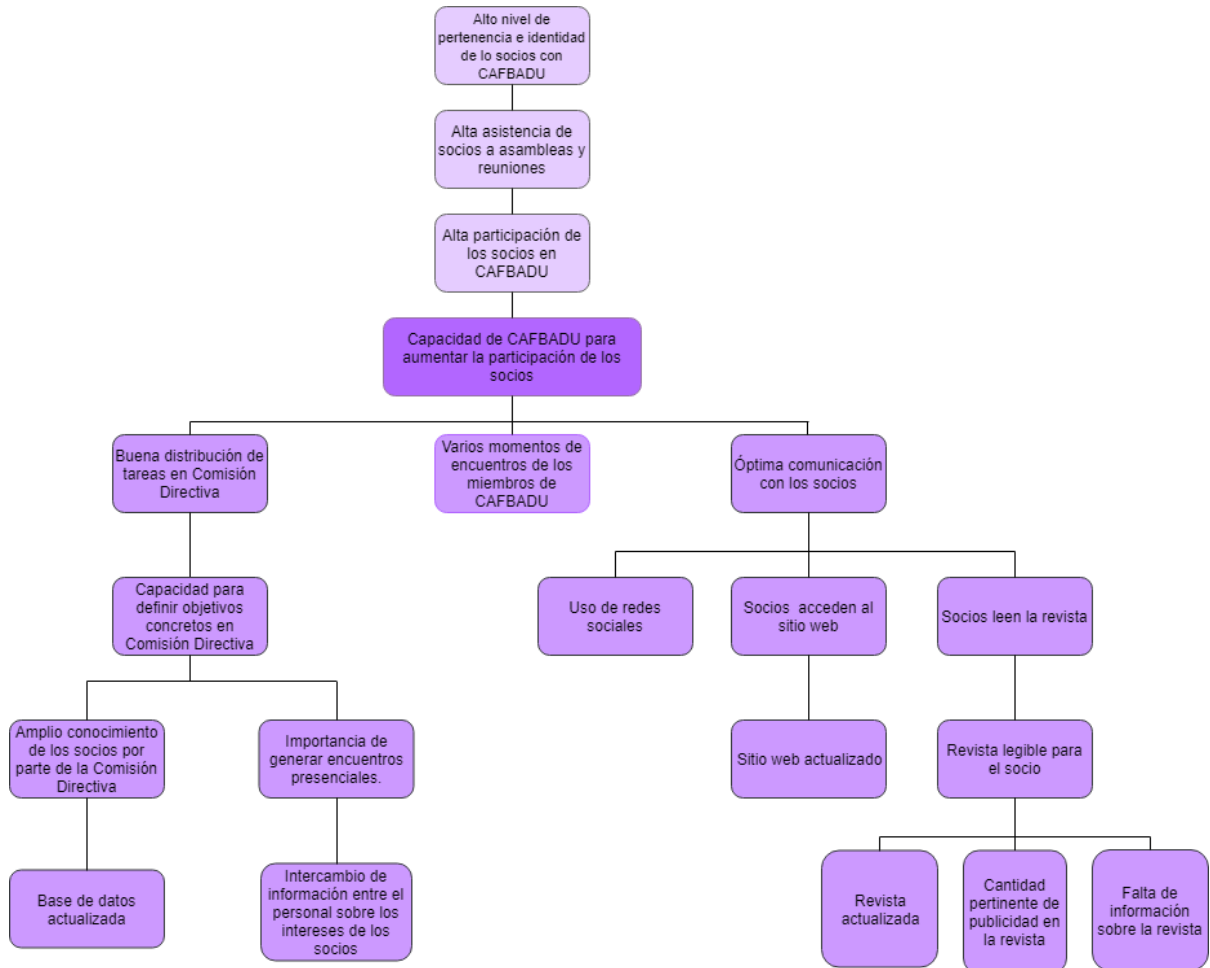 Alto nivel de
pertenencia e identidad
de lo socios con
CAFBADU
Alta asistencia de
socios a asambleas y
reuniones
Alta participación de
los socios en
CAFBADU
Capacidad de CAFBADU para
aumentar la participación de los
socios
Buena distribución de
tareas en Comisión
Directiva
Varios momentos de
encuentros de los
miembros de
CAFBADU
Óptima comunicación
con los socios
Capacidad para
definir objetivos
concretos en
Comisión Directiva
Uso de redes
sociales
Socios acceden al
sitio web
Socios leen la revista
Amplio conocimiento
de los socios por
parte de la Comisión
Directiva
Importancia de
generar encuentros
presenciales.
Sitio web actualizado
Revista legible para
el socio
Base de datos
actualizada
Intercambio de
información entre el
personal sobre los
intereses de los
socios
Revista
actualizada
Cantidad
pertinente de
publicidad en
la revista
Falta de
información
sobre la revista